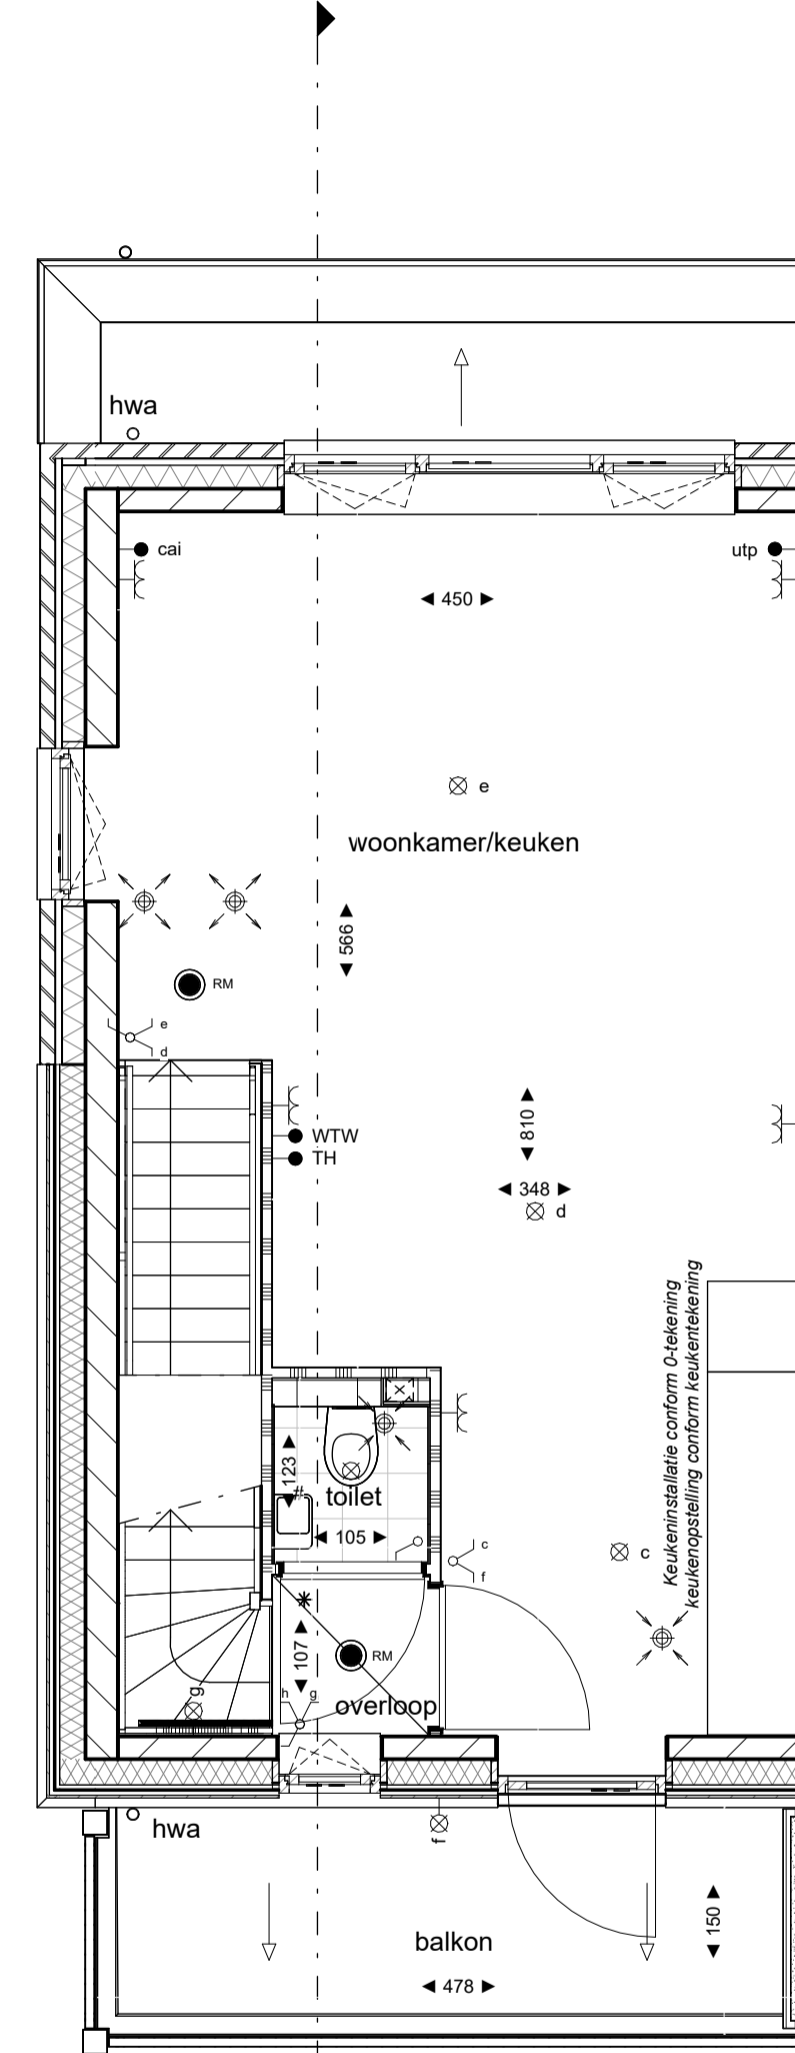 hwa
cai
utp
◄ 450 ►
e
woonkamer/keuken
◄ 566 ►
RM
e
d
◄ 810 ►
WTW
TH
◄ 348 ►
d
Keukeninstallatie conform 0-tekening
keukenopstelling conform keukentekening
x
◄ 123 ►
#
toilet
◄ 105 ►
c
f
c
*
◄ 107 ►
RM
g
h
g
overloop
hwa
f
◄ 150 ►
balkon
◄ 478 ►